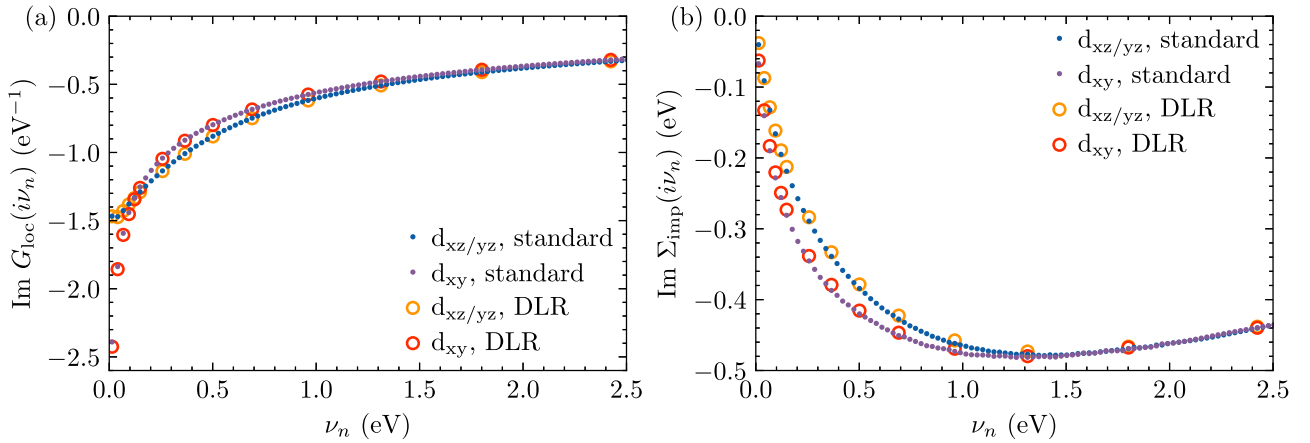 (a)
0.0
−0.5
−1.0
−1.5
−2.0
−2.5
Im G_loc(iν_n) (eV⁻¹)
d_xz/yz, standard
d_xy, standard
d_xz/yz, DLR
d_xy, DLR
0.0 0.5 1.0 1.5 2.0 2.5
ν_n (eV)
(b)
0.0
−0.1
−0.2
−0.3
−0.4
−0.5
Im Σ_imp(iν_n) (eV)
d_xz/yz, standard
d_xy, standard
d_xz/yz, DLR
d_xy, DLR
0.0 0.5 1.0 1.5 2.0 2.5
ν_n (eV)